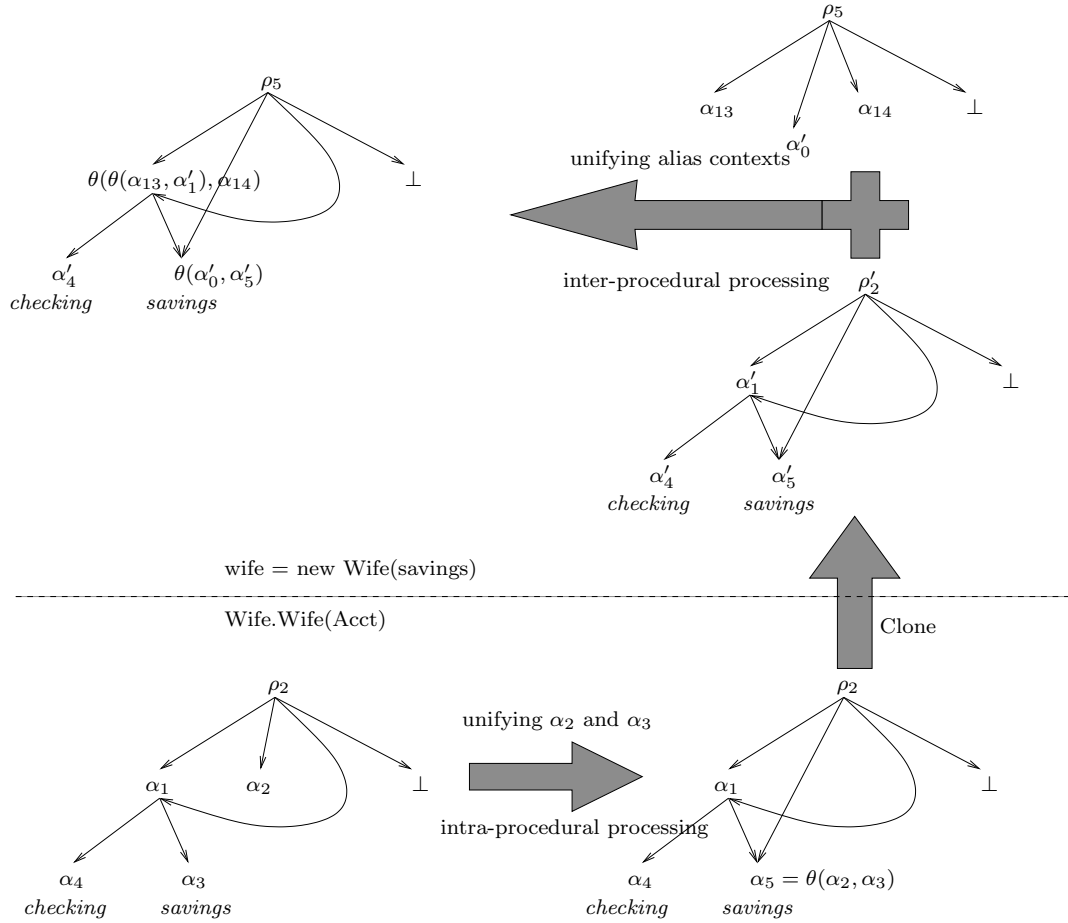 ρ5
ρ5
α13
α14
⊥
α′0
unifying alias contexts
θ(θ(α13, α′1), α14)
⊥
α′4
θ(α′0, α′5)
checking
savings
inter-procedural processing
ρ′2
α′1
⊥
α′4
α′5
checking
savings
wife = new Wife(savings)
Wife.Wife(Acct)
Clone
ρ2
unifying α2 and α3
ρ2
α1
α2
⊥
α1
⊥
intra-procedural processing
α4
α3
checking
savings
α4
α5 = θ(α2, α3)
checking
savings